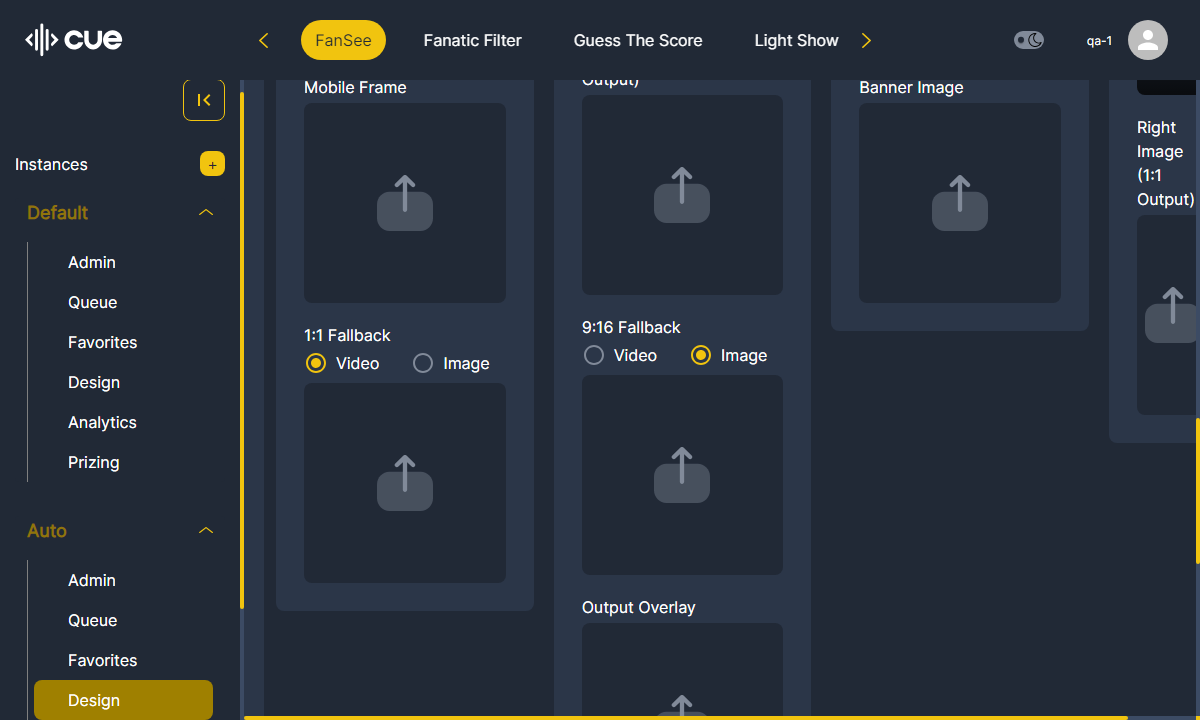 cue
FanSee
Fanatic Filter
Guess The Score
Light Show
qa-1
Instances
+
Default
Admin
Queue
Favorites
Design
Analytics
Prizing
Auto
Admin
Queue
Favorites
Design
Mobile Frame
1:1 Fallback
Video
Image
Output)
9:16 Fallback
Video
Image
Output Overlay
Banner Image
Right
Image
(1:1
Output)